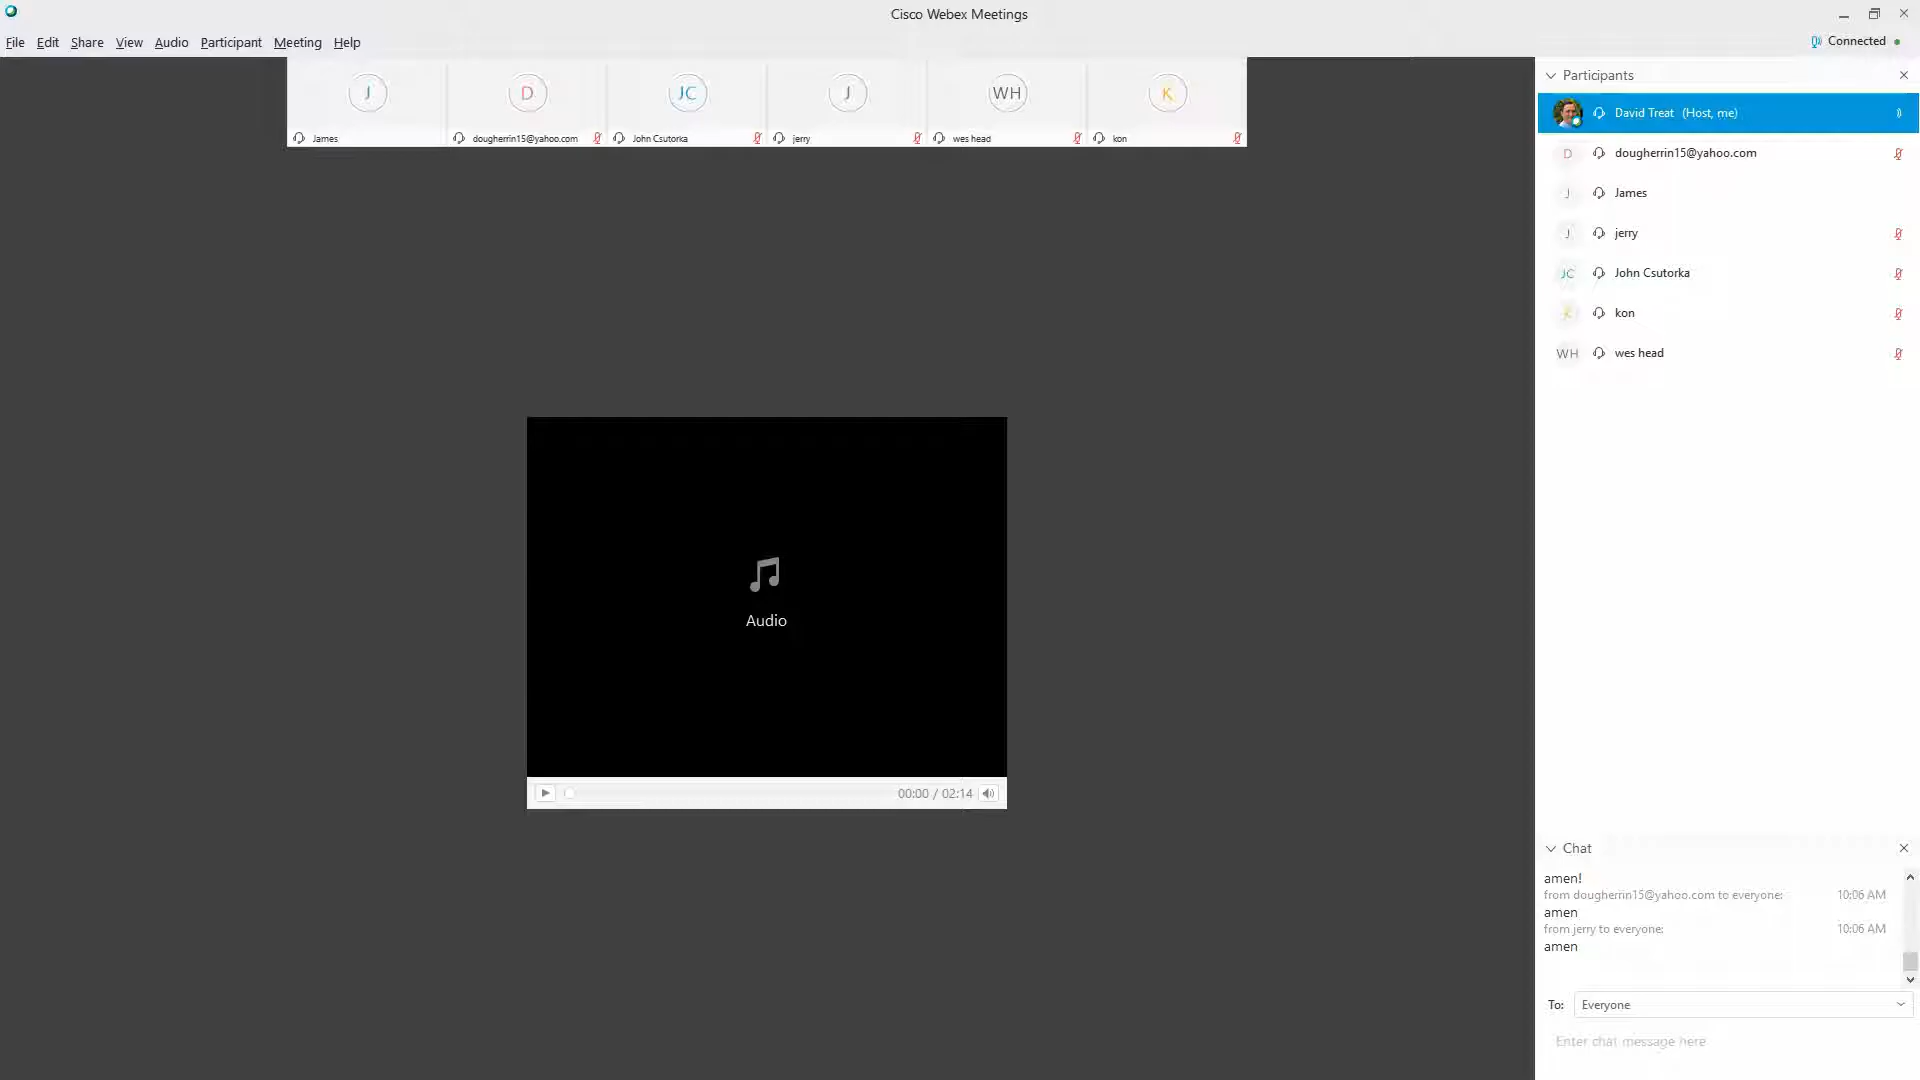 Cisco Webex Meetings
File Edit Share View Audio Participant Meeting Help
Connected
J
D
JC
J
WH
K
James
dougherrin15@yahoo.com
John Csutorka
jerry
wes head
kon
Participants
David Treat (Host, me)
D dougherrin15@yahoo.com
J James
J jerry
JC John Csutorka
K kon
WH wes head
Audio
00:00 / 02:14
Chat
amen!
from dougherrin15@yahoo.com to everyone: 10:06 AM
amen
from jerry to everyone: 10:06 AM
amen
To: Everyone
Enter chat message here